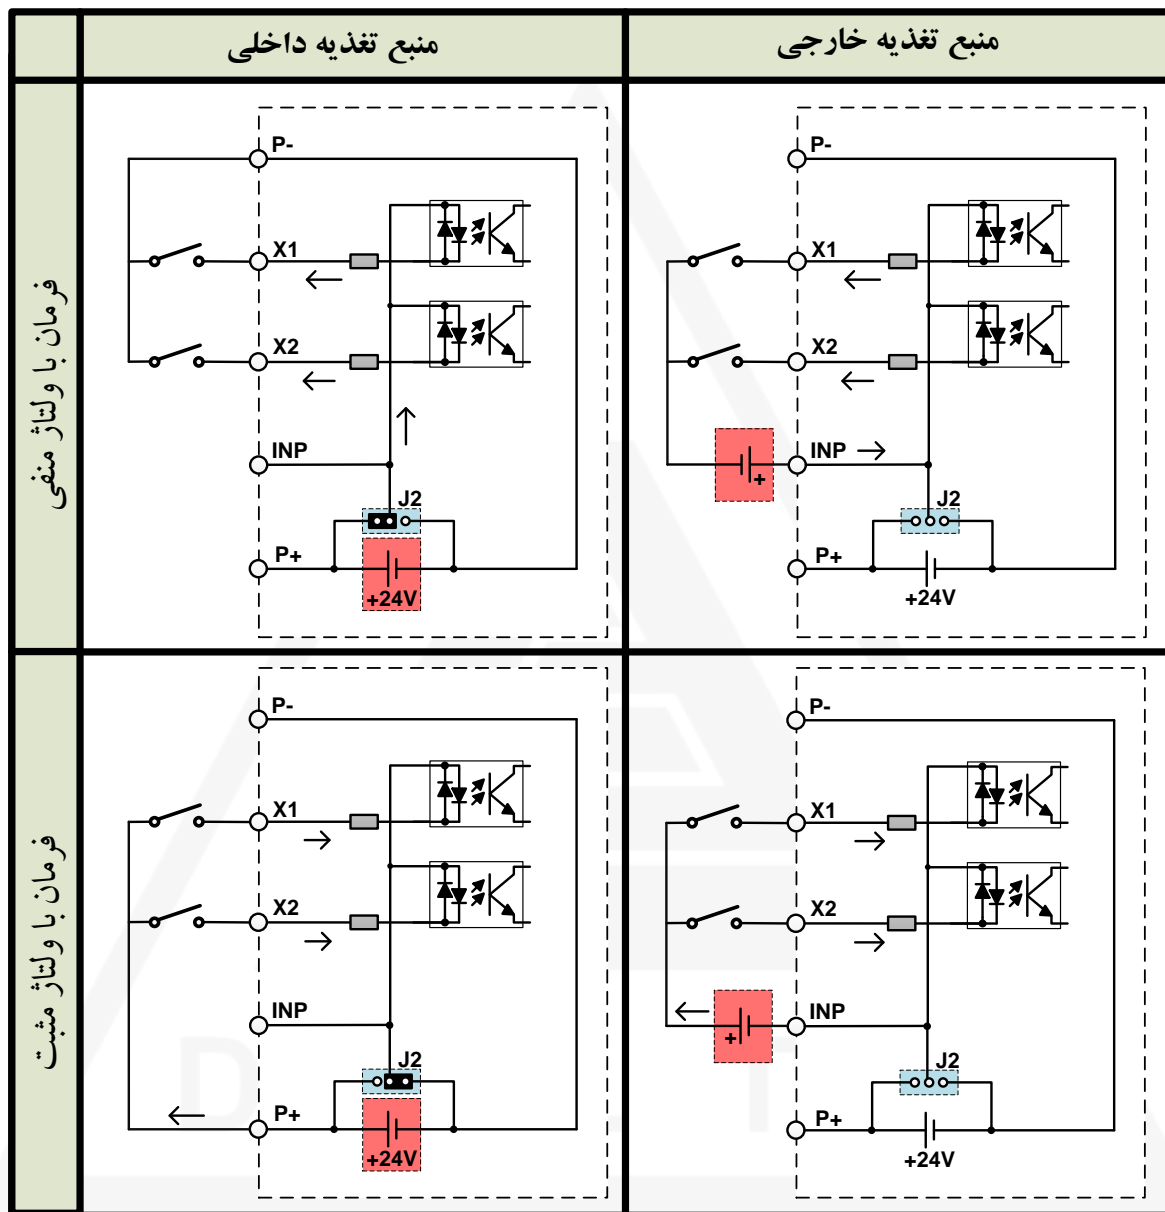 منبع تغذیه داخلی
منبع تغذیه خارجی
فرمان با ولتاژ منفی
P-
X1
X2
INP
J2
P+
+24V
P-
X1
X2
INP
+
J2
P+
+24V
فرمان با ولتاژ مثبت
P-
X1
X2
INP
J2
P+
+24V
P-
X1
X2
INP
+
J2
P+
+24V